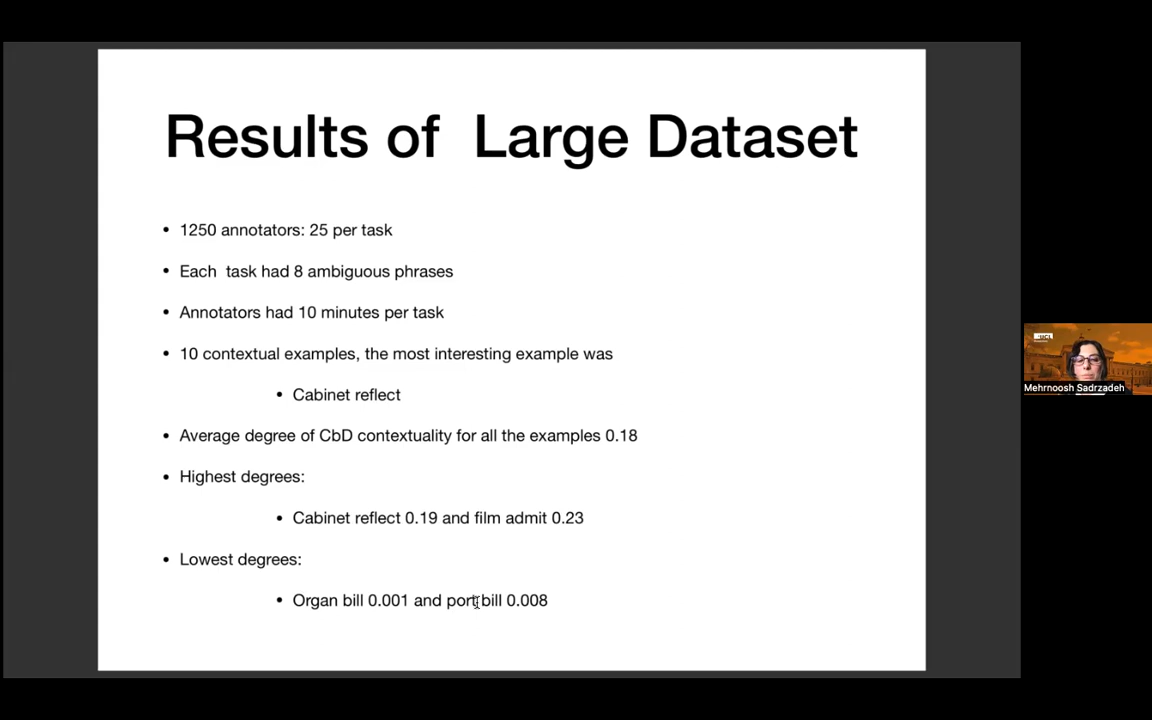 Results of Large Dataset
• 1250 annotators: 25 per task
• Each task had 8 ambiguous phrases
• Annotators had 10 minutes per task
• 10 contextual examples, the most interesting example was
• Cabinet reflect
• Average degree of CbD contextuality for all the examples 0.18
• Highest degrees:
• Cabinet reflect 0.19 and film admit 0.23
• Lowest degrees:
• Organ bill 0.001 and port bill 0.008
UCL
Mehrnoosh Sadrzadeh